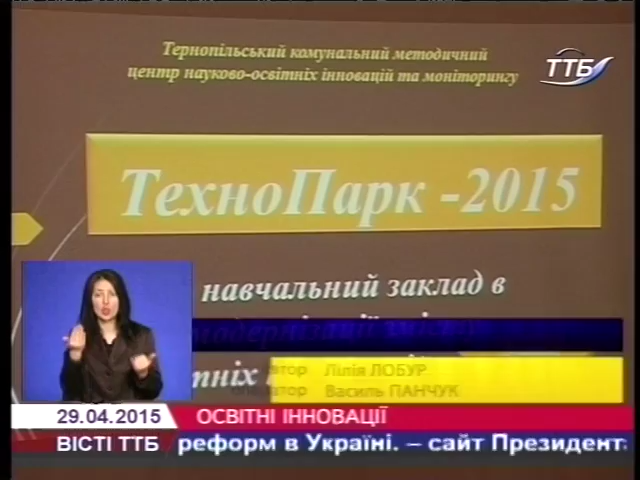 Тернопільський комунальний методичний
центр науково-освітніх інновацій та моніторингу
ТТБ
ТехноПарк -2015
навчальний заклад в
Лілія ЛОБУР
Василь ПАНЧУК
29.04.2015 ОСВІТНІ ІННОВАЦІЇ
ВІСТІ ТТБ реформ в Україні. – сайт Президент